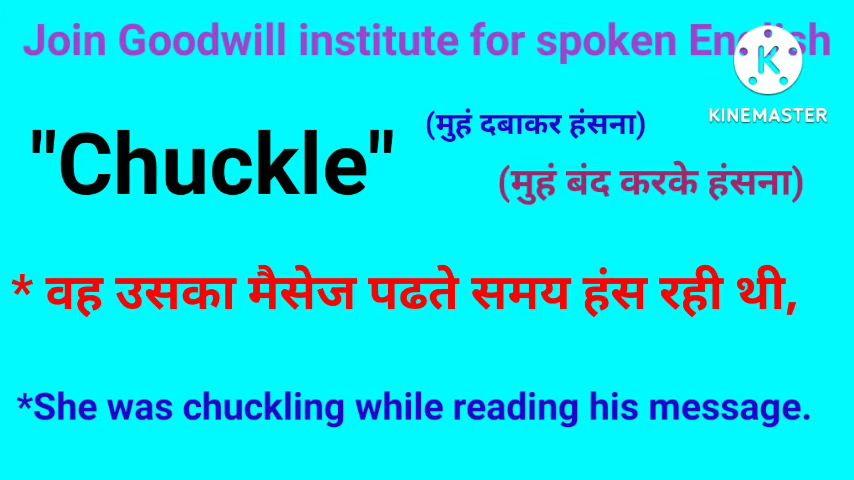 Join Goodwill institute for spoken English
K
KINEMASTER
"Chuckle"
(मुहं दबाकर हंसना)
(मुहं बंद करके हंसना)
* वह उसका मैसेज पढते समय हंस रही थी,
*She was chuckling while reading his message.